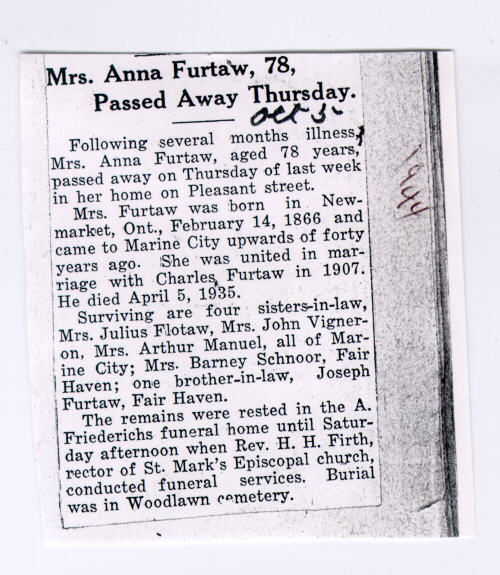 Mrs. Anna Furtaw, 78,
Passed Away Thursday.
Oct 5-
Following several months illness,
Mrs. Anna Furtaw, aged 78 years,
passed away on Thursday of last week
in her home on Pleasant street.
Mrs. Furtaw was born in New-
market, Ont., February 14, 1866 and
came to Marine City upwards of forty
years ago. She was united in mar-
riage with Charles Furtaw in 1907.
He died April 5, 1935.
Surviving are four sisters-in-law,
Mrs. Julius Flotaw, Mrs. John Vigner-
on, Mrs. Arthur Manuel, all of Mar-
ine City; Mrs. Barney Schnoor, Fair
Haven; one brother-in-law, Joseph
Furtaw, Fair Haven.
The remains were rested in the A.
Friederichs funeral home until Satur-
day afternoon when Rev. H. H. Firth,
rector of St. Mark's Episcopal church,
conducted funeral services. Burial
was in Woodlawn cemetery.
1944